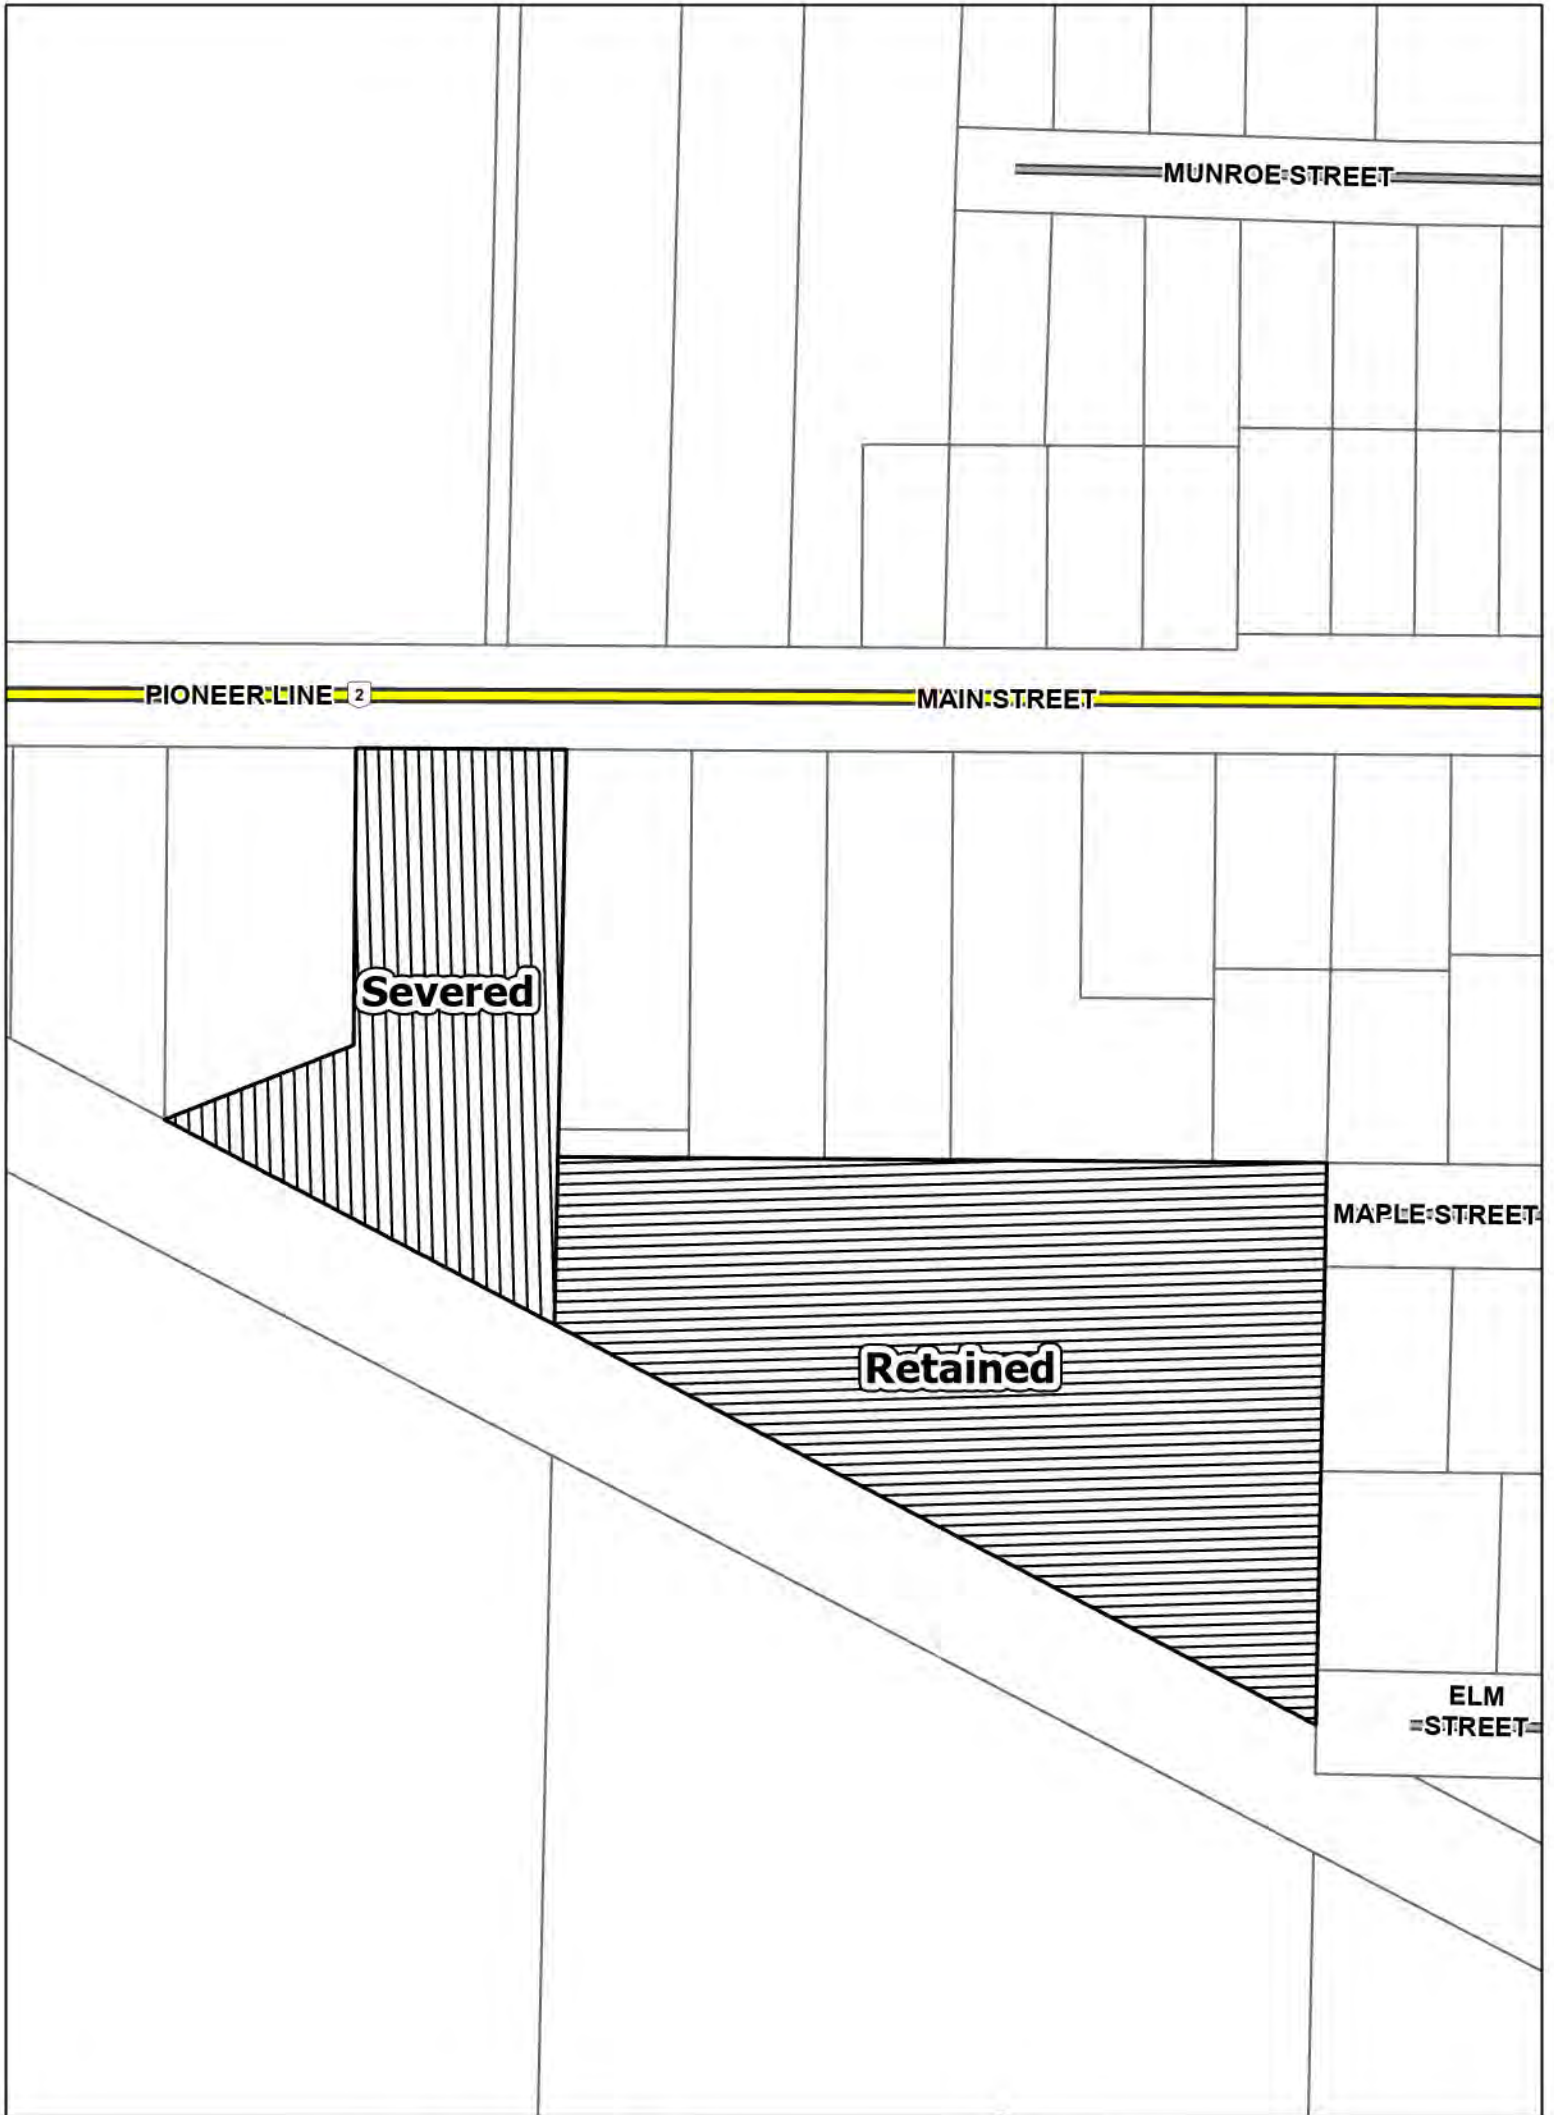 MUNROE STREET
PIONEER LINE 2
MAIN STREET
Severed
MAPLE STREET
Retained
ELM
STREET